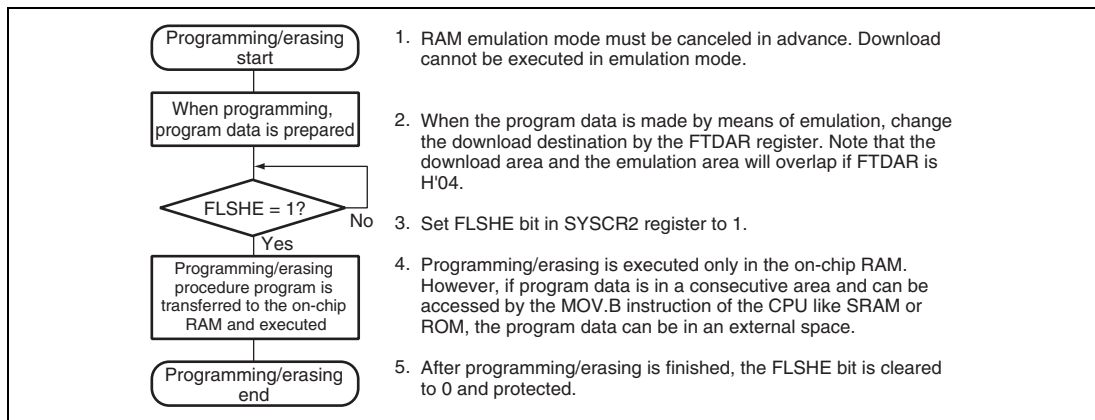 Programming/erasing
start
When programming,
program data is prepared
FLSHE = 1?
No
Yes
Programming/erasing
procedure program is
transferred to the on-chip
RAM and executed
Programming/erasing
end
1. RAM emulation mode must be canceled in advance. Download
cannot be executed in emulation mode.
2. When the program data is made by means of emulation, change
the download destination by the FTDAR register. Note that the
download area and the emulation area will overlap if FTDAR is
H'04.
3. Set FLSHE bit in SYSCR2 register to 1.
4. Programming/erasing is executed only in the on-chip RAM.
However, if program data is in a consecutive area and can be
accessed by the MOV.B instruction of the CPU like SRAM or
ROM, the program data can be in an external space.
5. After programming/erasing is finished, the FLSHE bit is cleared
to 0 and protected.